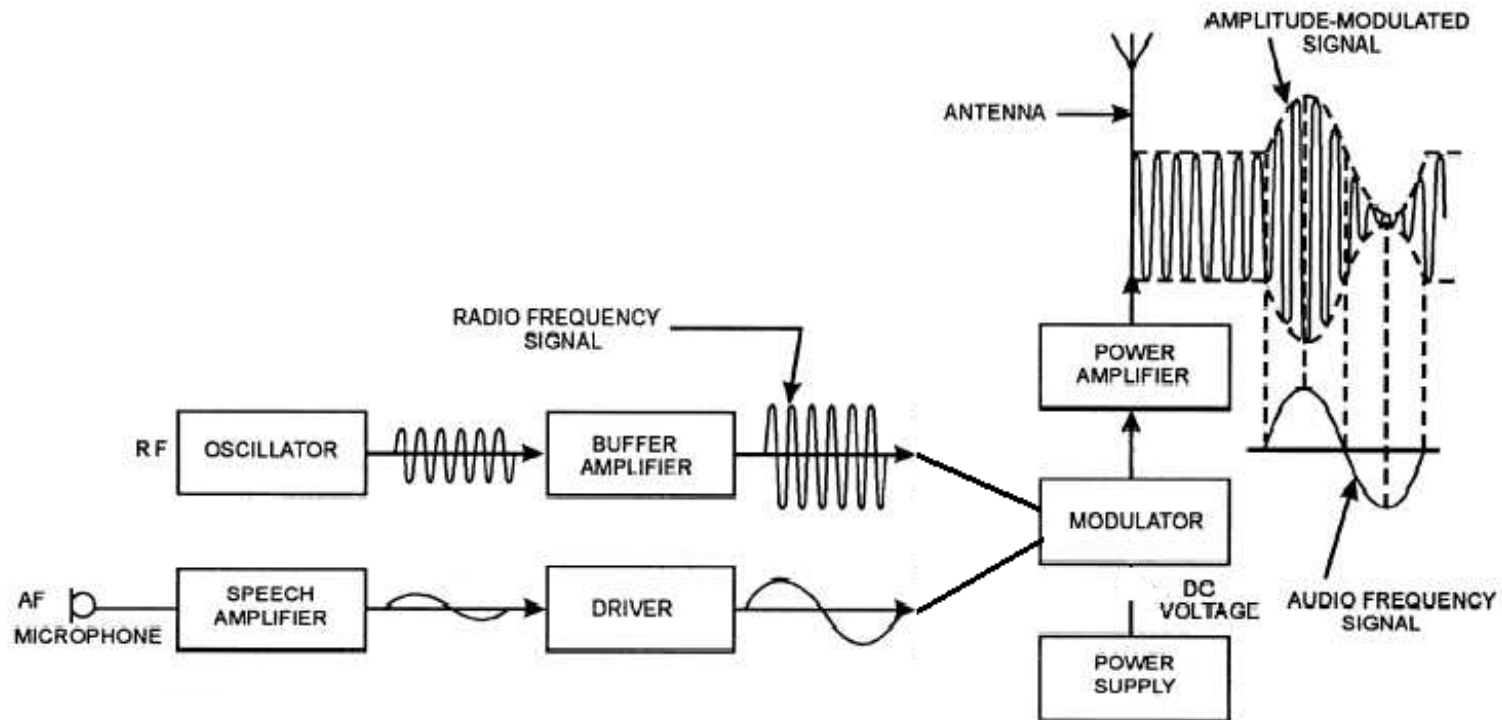 AMPLITUDE-MODULATED
SIGNAL
ANTENNA
RADIO FREQUENCY
SIGNAL
POWER
AMPLIFIER
RF
OSCILLATOR
BUFFER
AMPLIFIER
MODULATOR
AF
MICROPHONE
SPEECH
AMPLIFIER
DRIVER
DC
VOLTAGE
AUDIO FREQUENCY
SIGNAL
POWER
SUPPLY